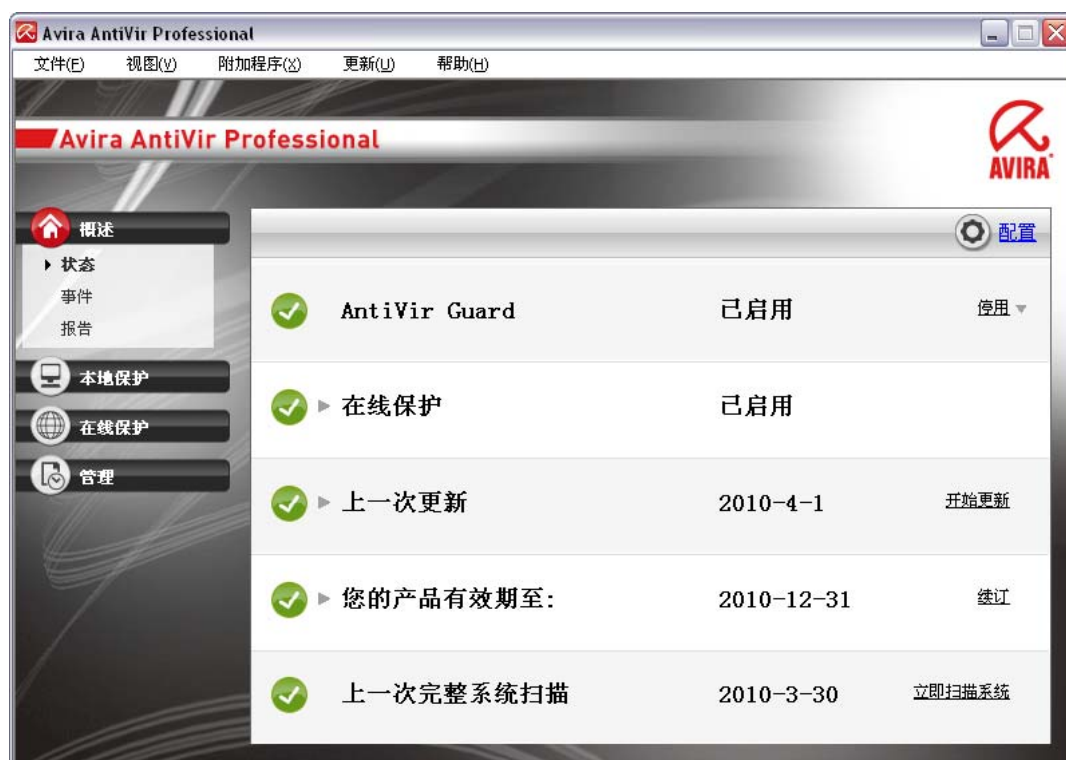 Avira AntiVir Professional
文件(F) 视图(V) 附加程序(X) 更新(U) 帮助(H)
Avira AntiVir Professional
AVIRA
概述
状态
事件
报告
本地保护
在线保护
管理
配置
AntiVir Guard 已启用 停用
在线保护 已启用
上一次更新 2010-4-1 开始更新
您的产品有效期至: 2010-12-31 续订
上一次完整系统扫描 2010-3-30 立即扫描系统